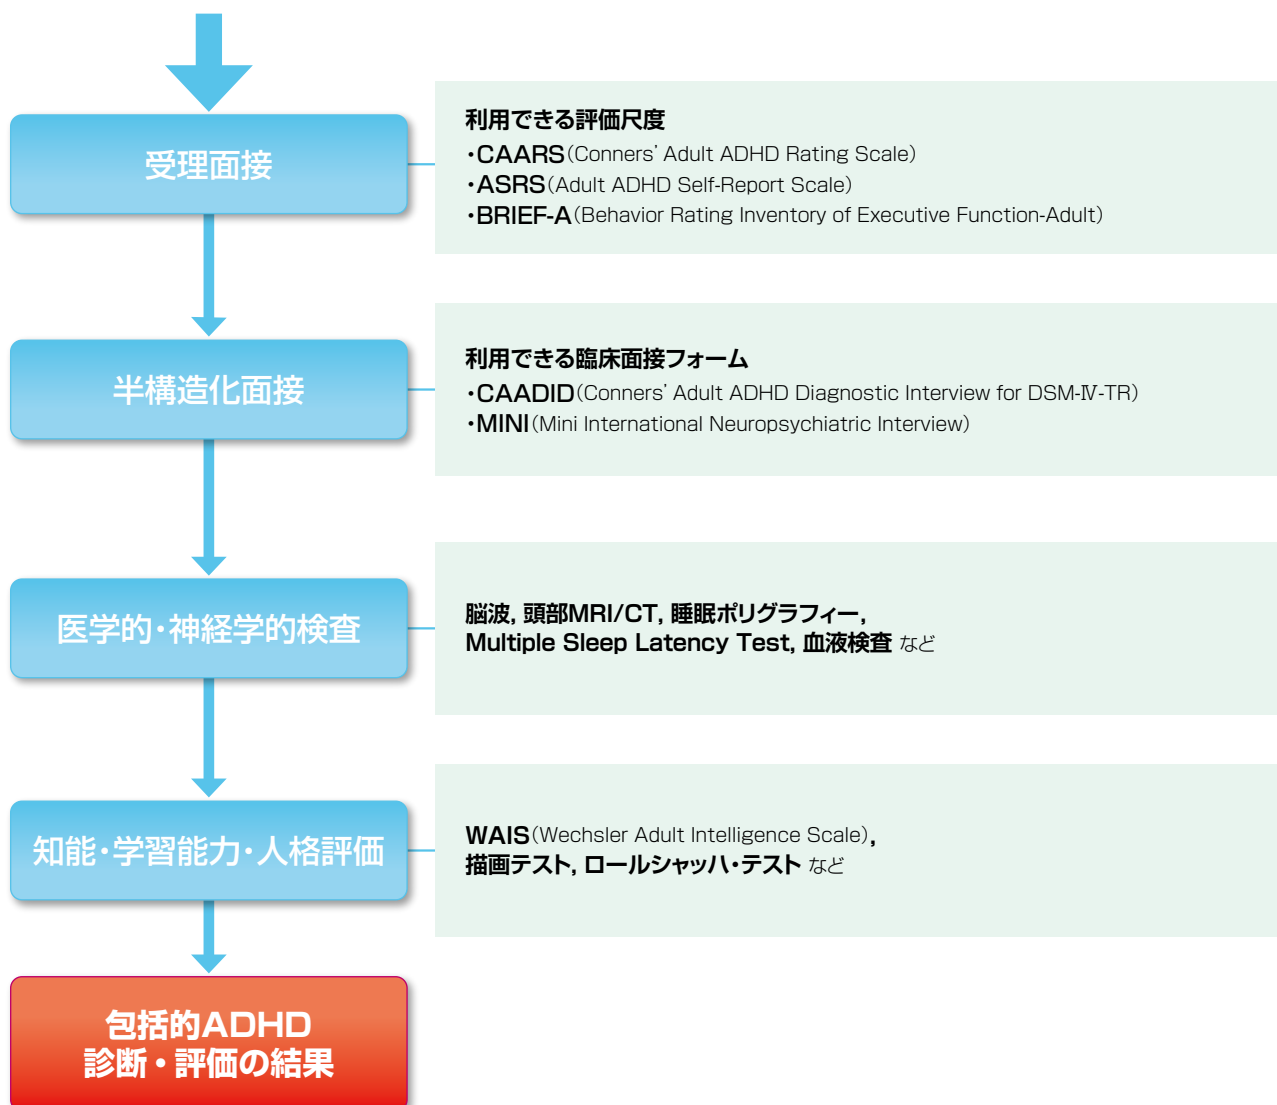 受理面接
利用できる評価尺度
・CAARS(Conners' Adult ADHD Rating Scale)
・ASRS(Adult ADHD Self-Report Scale)
・BRIEF-A(Behavior Rating Inventory of Executive Function-Adult)
半構造化面接
利用できる臨床面接フォーム
・CAADID(Conners' Adult ADHD Diagnostic Interview for DSM-Ⅳ-TR)
・MINI(Mini International Neuropsychiatric Interview)
医学的・神経学的検査
脳波, 頭部MRI/CT, 睡眠ポリグラフィー,
Multiple Sleep Latency Test, 血液検査 など
知能・学習能力・人格評価
WAIS(Wechsler Adult Intelligence Scale),
描画テスト, ロールシャッハ・テスト など
包括的ADHD
診断・評価の結果